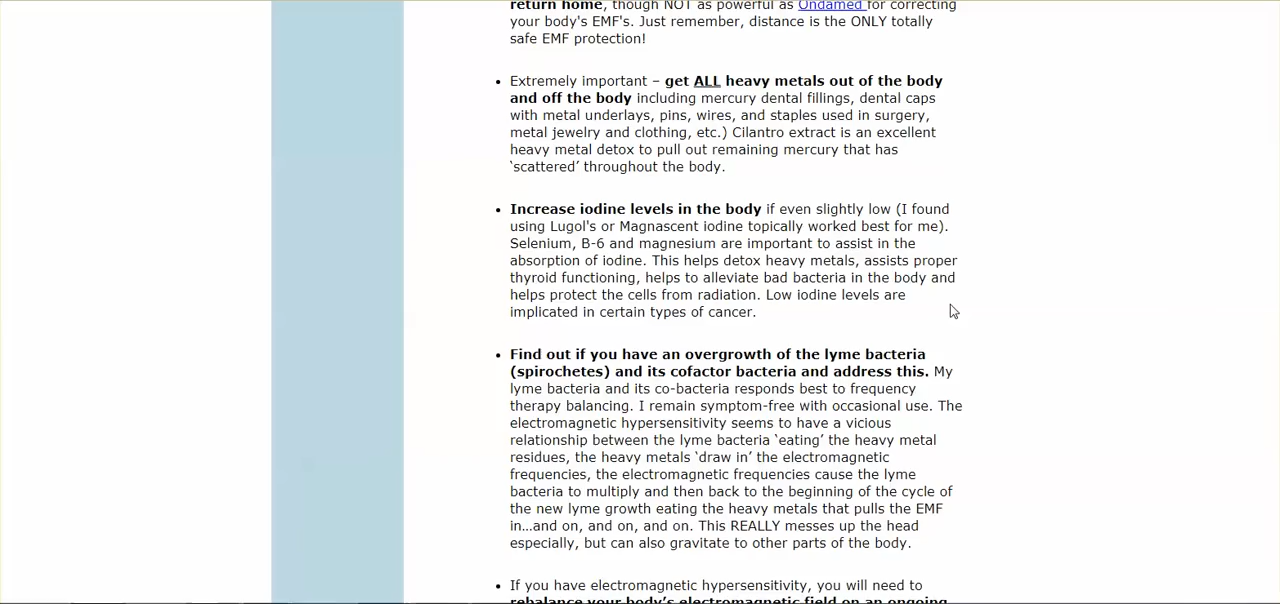 return home, though NOT as powerful as Ondamed for correcting
your body's EMF's. Just remember, distance is the ONLY totally
safe EMF protection!
• Extremely important – get ALL heavy metals out of the body
and off the body including mercury dental fillings, dental caps
with metal underlays, pins, wires, and staples used in surgery,
metal jewelry and clothing, etc.) Cilantro extract is an excellent
heavy metal detox to pull out remaining mercury that has
‘scattered’ throughout the body.
• Increase iodine levels in the body if even slightly low (I found
using Lugol's or Magnascent iodine topically worked best for me).
Selenium, B-6 and magnesium are important to assist in the
absorption of iodine. This helps detox heavy metals, assists proper
thyroid functioning, helps to alleviate bad bacteria in the body and
helps protect the cells from radiation. Low iodine levels are
implicated in certain types of cancer.
• Find out if you have an overgrowth of the lyme bacteria
(spirochetes) and its cofactor bacteria and address this. My
lyme bacteria and its co-bacteria responds best to frequency
therapy balancing. I remain symptom-free with occasional use. The
electromagnetic hypersensitivity seems to have a vicious
relationship between the lyme bacteria ‘eating’ the heavy metal
residues, the heavy metals ‘draw in’ the electromagnetic
frequencies, the electromagnetic frequencies cause the lyme
bacteria to multiply and then back to the beginning of the cycle of
the new lyme growth eating the heavy metals that pulls the EMF
in…and on, and on, and on. This REALLY messes up the head
especially, but can also gravitate to other parts of the body.
• If you have electromagnetic hypersensitivity, you will need to
rebalance your body’s electromagnetic field on an ongoing